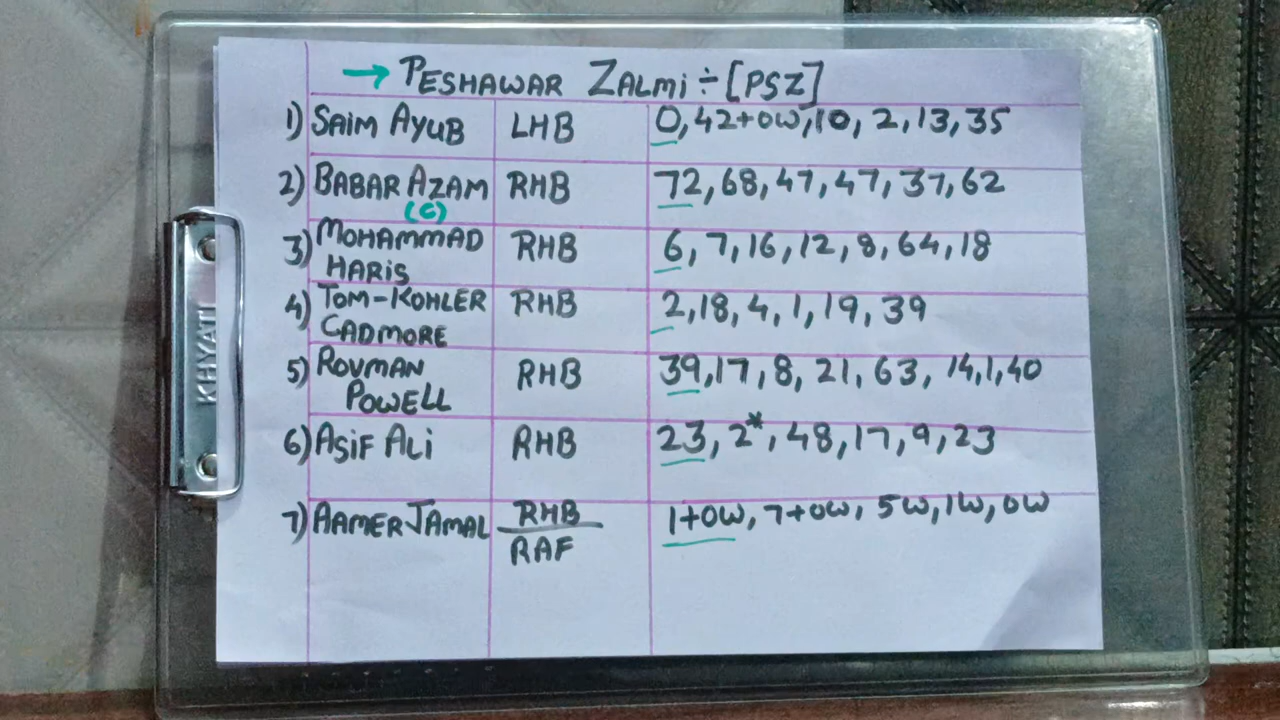 → PESHAWAR ZALMI ÷ [PSZ]
1) SAIM AYUB LHB 0, 42+0W, 10, 2, 13, 35
2) BABAR AZAM (C) RHB 72, 68, 47, 47, 37, 62
3) MOHAMMAD HARIS RHB 6, 7, 16, 12, 8, 64, 18
4) TOM-KOHLER CADMORE RHB 2, 18, 4, 1, 19, 39
5) ROVMAN POWELL RHB 39, 17, 8, 21, 63, 14, 1, 40
6) ASIF ALI RHB 23, 2*, 48, 17, 9, 23
7) AAMER JAMAL RHB/RAF 1+0W, 7+0W, 5W, 1W, 0W
KHYATI